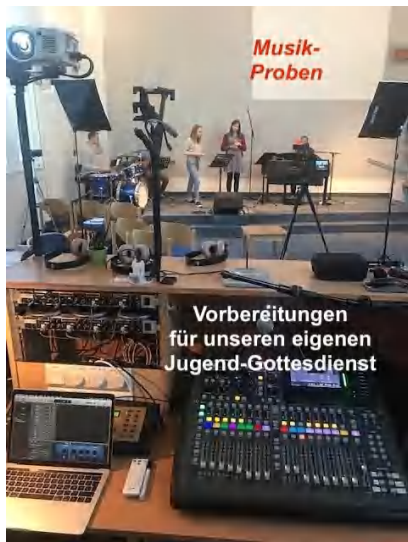 Musik-
Proben
Vorbereitungen
für unseren eigenen
Jugend-Gottesdienst